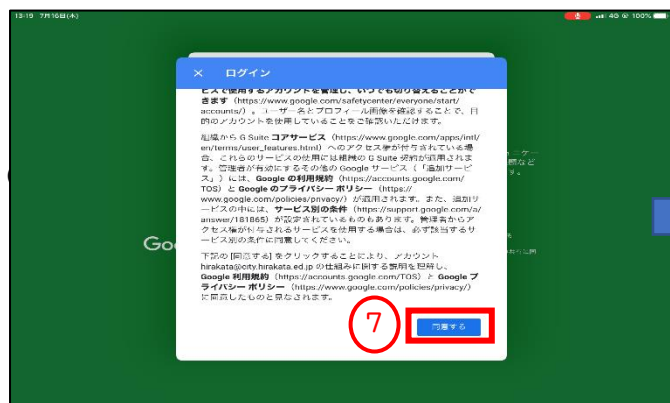 13:19 7月16日(木)
4G 100%
ログイン
ビスで使用するアカウントを管理し、いつでも切り替えることがで
きます (https://www.google.com/safetycenter/everyone/start/
accounts/) 。ユーザー名とプロフィール画像を確認することで、目
的のアカウントを使用していることをご確認いただけます。
組織から G Suite コアサービス (https://www.google.com/apps/intl/
en/terms/user_features.html) へのアクセス権が付与されている場
合、これらのサービスの使用には組織の G Suite 契約が適用されま
す。管理者が有効にするその他の Google サービス (「追加サービ
ス」) には、Google の利用規約 (https://accounts.google.com/
TOS) と Google のプライバシー ポリシー (https://
www.google.com/policies/privacy/) が適用されます。また、追加サ
ービスの中には、サービス別の条件 (https://support.google.com/a/
answer/181865) が設定されているものもあります。管理者からア
クセス権が付与されるサービスを使用する場合は、必ず該当するサ
ービス別の条件に同意してください。
下記の [同意する] をクリックすることにより、アカウント
hirakata@city.hirakata.ed.jp の仕組みに関する説明を理解し、
Google 利用規約 (https://accounts.google.com/TOS) と Google プ
ライバシー ポリシー (https://www.google.com/policies/privacy/)
に同意したものと見なされます。
Go
7
同意する